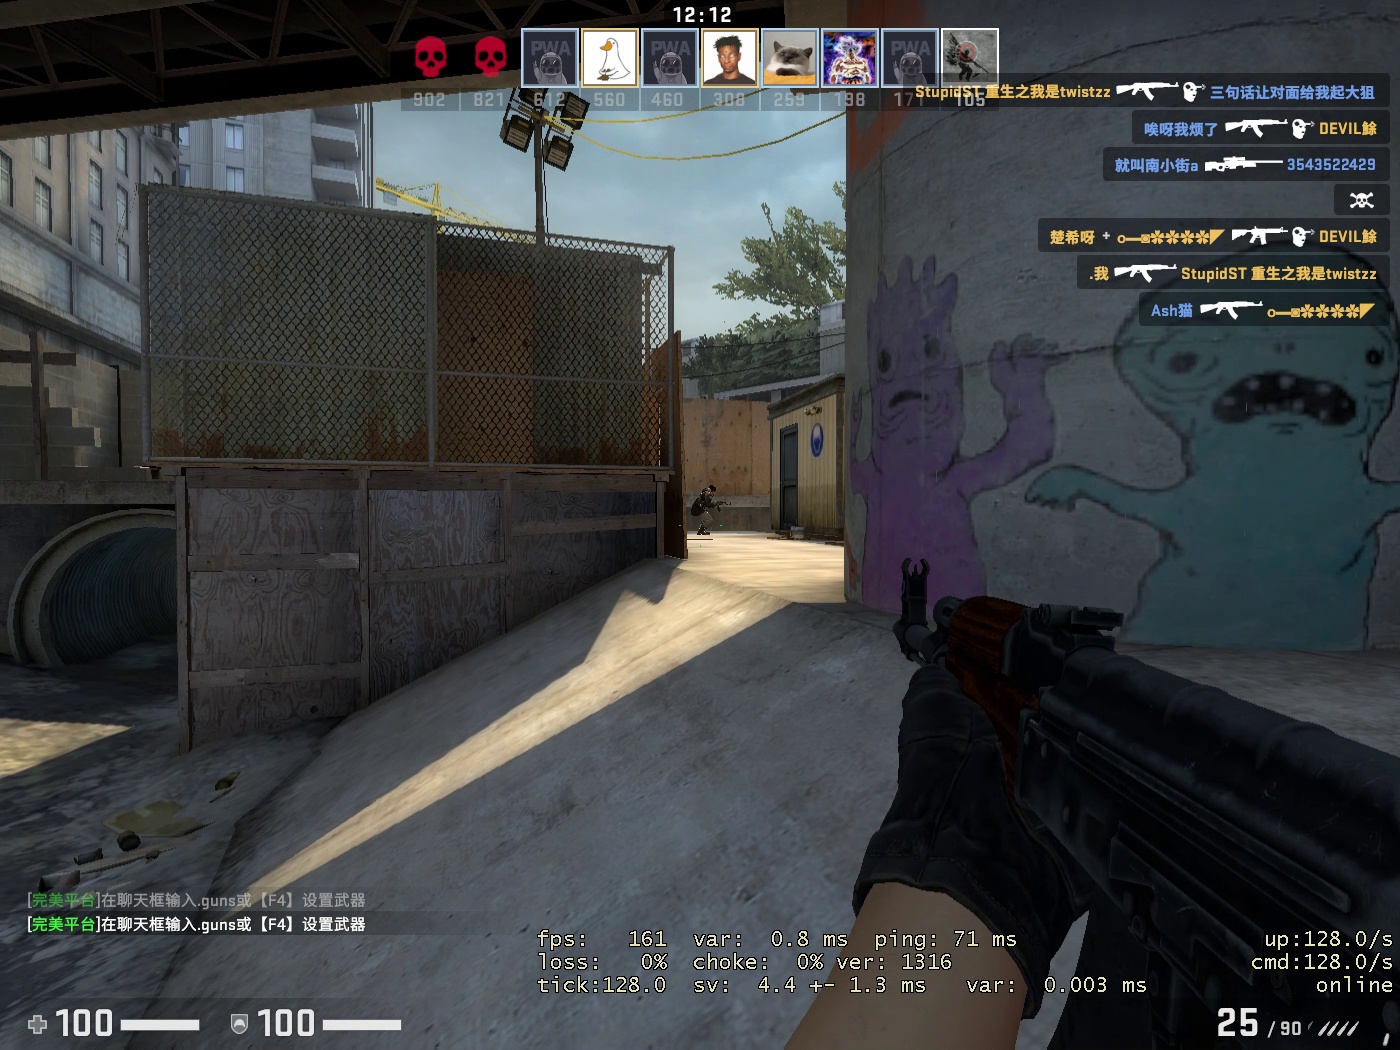 12:12
PWA PWA PWA
902 821 612 560 460 308 259 198 171 105
StupidST 重生之我是twistzz 三句话让对面给我起大狙
唉呀我烦了 DEVIL鮽
就叫南小街a 3543522429
楚希呀 + o—◙✿✿✿✿◤ DEVIL鮽
.我 StupidST 重生之我是twistzz
Ash猫 o—◙✿✿✿✿◤
[完美平台]在聊天框输入.guns或【F4】设置武器
[完美平台]在聊天框输入.guns或【F4】设置武器
fps: 161 var: 0.8 ms ping: 71 ms up:128.0/s
loss: 0% choke: 0% ver: 1316 cmd:128.0/s
tick:128.0 sv: 4.4 +- 1.3 ms var: 0.003 ms online
100 100 25 / 90